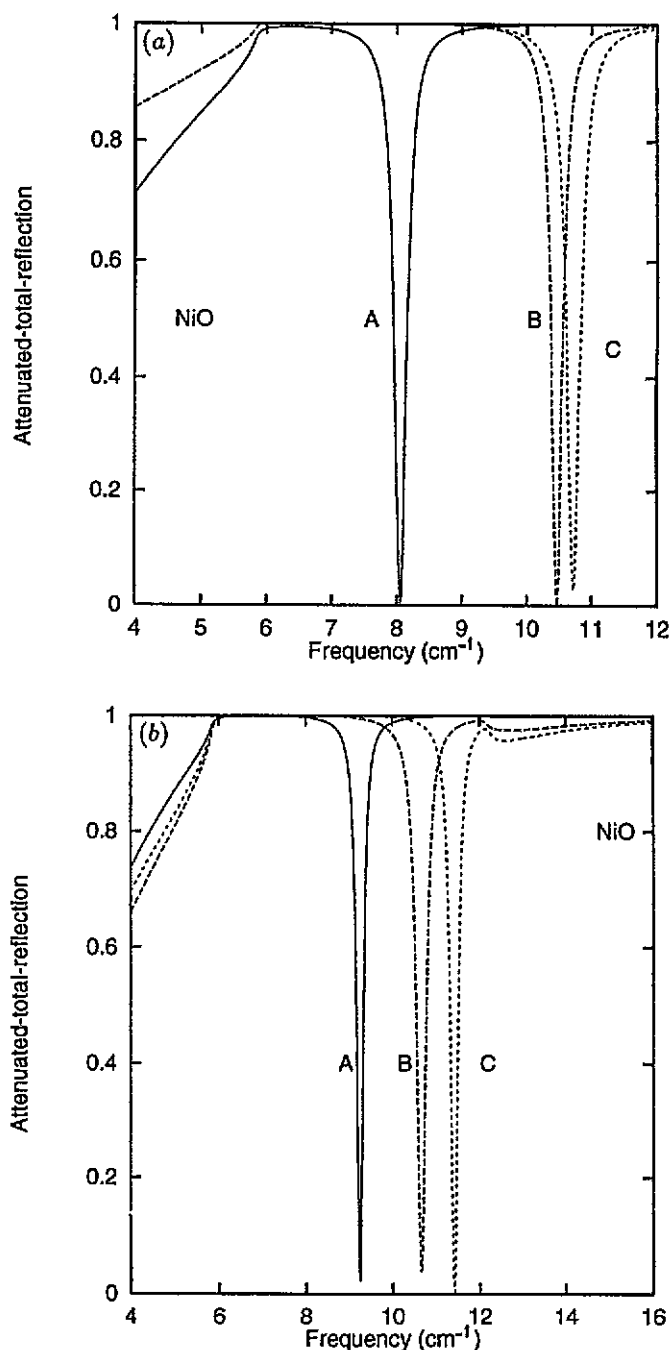 (a)
1
0.8
0.6
0.4
0.2
0
Attenuated-total-reflection
NiO
A
B
C
4 5 6 7 8 9 10 11 12
Frequency (cm⁻¹)
(b)
1
0.8
0.6
0.4
0.2
0
Attenuated-total-reflection
NiO
A
B
C
4 6 8 10 12 14 16
Frequency (cm⁻¹)